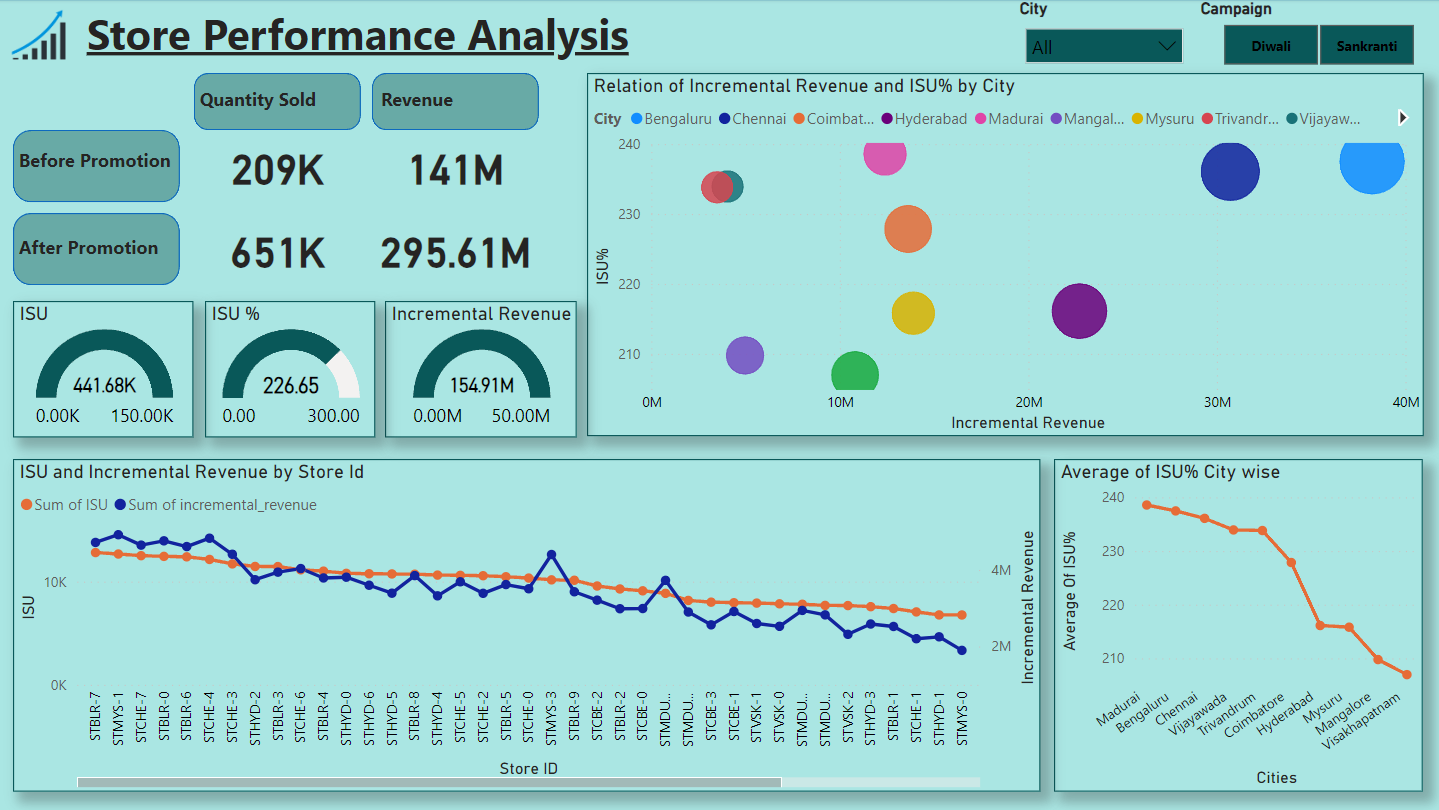 Store Performance Analysis
City
Campaign
All
Diwali
Sankranti
Quantity Sold
Revenue
Before Promotion
209K
141M
After Promotion
651K
295.61M
ISU
441.68K
0.00K
150.00K
ISU %
226.65
0.00
300.00
Incremental Revenue
154.91M
0.00M
50.00M
Relation of Incremental Revenue and ISU% by City
City
Bengaluru
Chennai
Coimbat...
Hyderabad
Madurai
Mangal...
Mysuru
Trivandr...
Vijayaw...
240
230
220
210
ISU%
0M
10M
20M
30M
40M
Incremental Revenue
ISU and Incremental Revenue by Store Id
Sum of ISU
Sum of incremental_revenue
10K
0K
ISU
4M
2M
Incremental Revenue
STBLR-7
STMYS-1
STCHE-7
STBLR-0
STBLR-6
STCHE-4
STCHE-3
STHYD-2
STBLR-3
STCHE-6
STBLR-4
STHYD-0
STHYD-6
STHYD-5
STBLR-8
STHYD-4
STCHE-5
STCHE-2
STBLR-5
STCHE-0
STMYS-3
STBLR-9
STCBE-2
STBLR-2
STCBE-0
STMDU...
STMDU...
STCBE-3
STCBE-1
STVSK-1
STVSK-0
STMDU...
STMDU...
STVSK-2
STHYD-3
STBLR-1
STCHE-1
STHYD-1
STMYS-0
Store ID
Average of ISU% City wise
240
230
220
210
Average Of ISU%
Madurai
Bengaluru
Chennai
Vijayawada
Trivandrum
Coimbatore
Hyderabad
Mysuru
Mangalore
Visakhapatnam
Cities